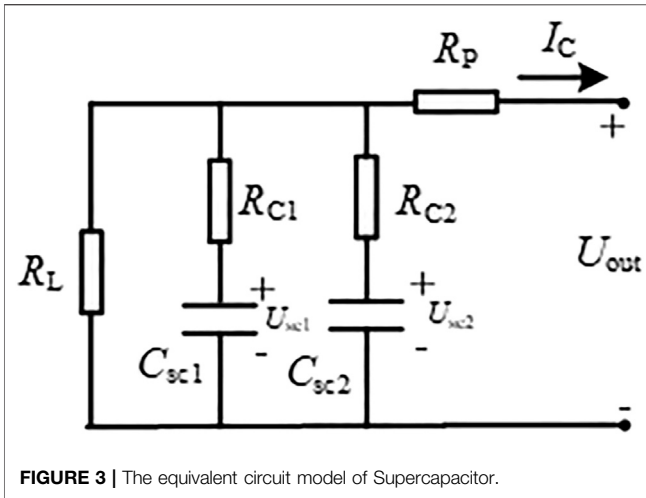 R_P
I_C
+
R_C1
R_C2
R_L
+
+
U_out
U_sc1
U_sc2
-
-
C_sc1
C_sc2
-
FIGURE 3 | The equivalent circuit model of Supercapacitor.